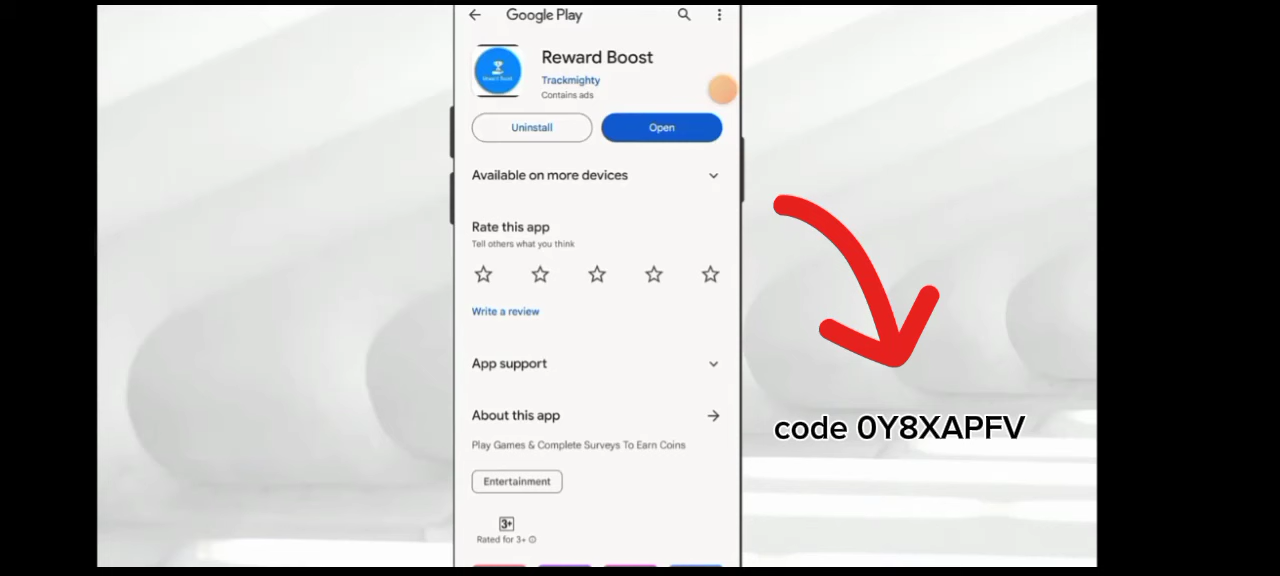 Google Play
Reward Boost
Trackmighty
Contains ads
Uninstall
Open
Available on more devices
Rate this app
Tell others what you think
Write a review
App support
About this app
Play Games & Complete Surveys To Earn Coins
Entertainment
3+
Rated for 3+
code 0Y8XAPFV